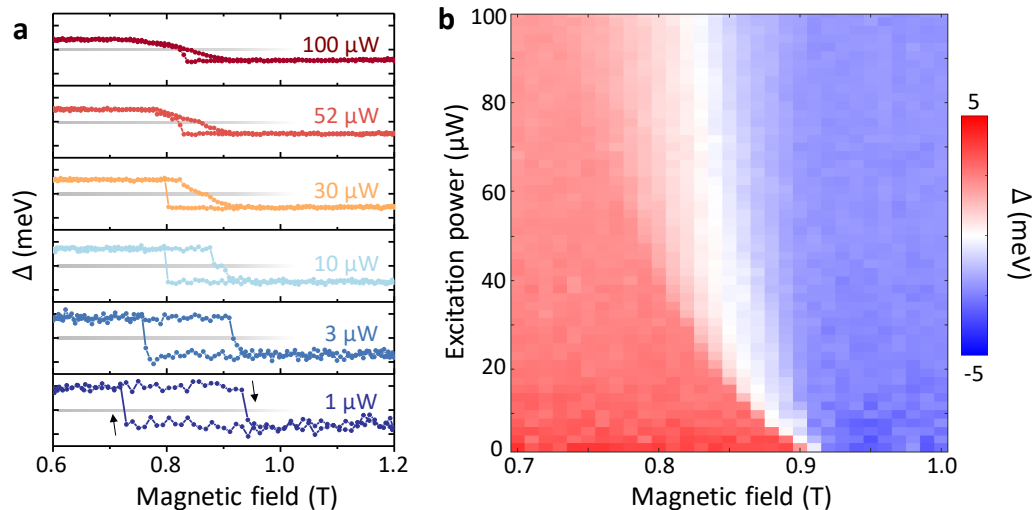 a
100 µW
52 µW
30 µW
10 µW
3 µW
1 µW
Δ (meV)
0.6 0.8 1.0 1.2
Magnetic field (T)
b
100
80
60
40
20
0
Excitation power (µW)
0.7 0.8 0.9 1.0
Magnetic field (T)
5
Δ (meV)
-5